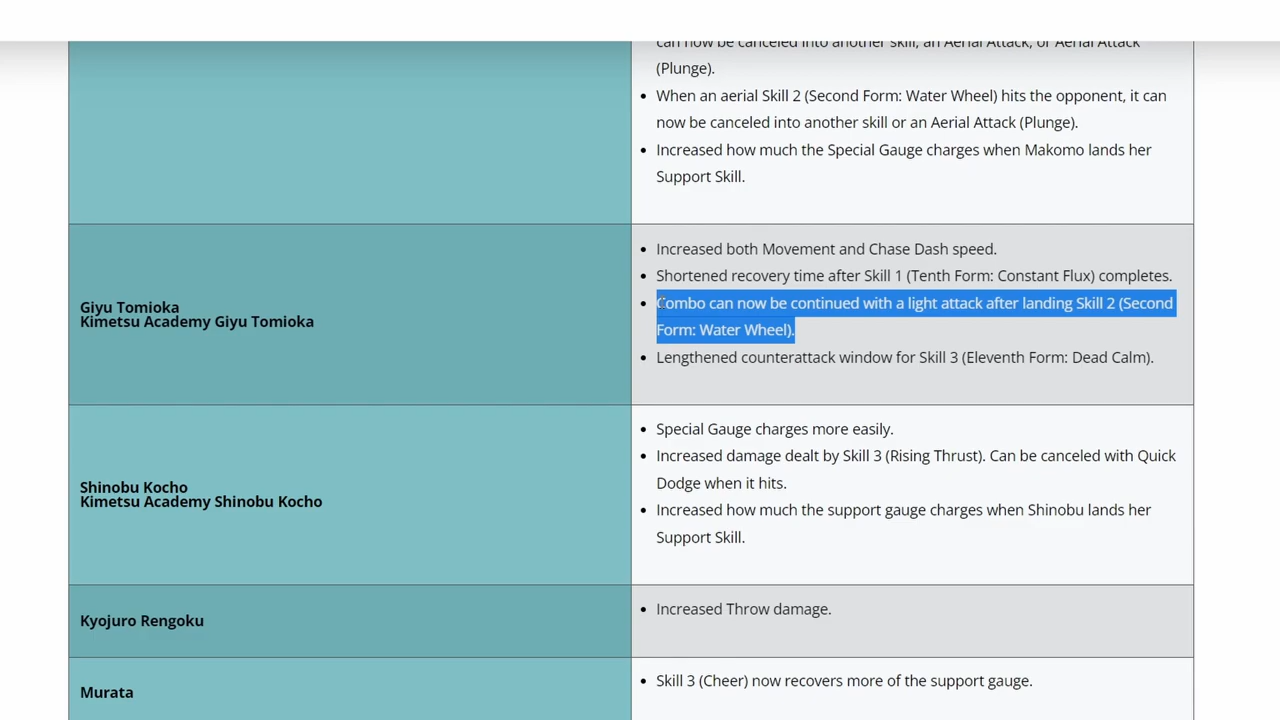 can now be canceled into another skill, an Aerial Attack, or Aerial Attack
(Plunge).
When an aerial Skill 2 (Second Form: Water Wheel) hits the opponent, it can
now be canceled into another skill or an Aerial Attack (Plunge).
Increased how much the Special Gauge charges when Makomo lands her
Support Skill.
Giyu Tomioka
Kimetsu Academy Giyu Tomioka
Increased both Movement and Chase Dash speed.
Shortened recovery time after Skill 1 (Tenth Form: Constant Flux) completes.
Combo can now be continued with a light attack after landing Skill 2 (Second
Form: Water Wheel).
Lengthened counterattack window for Skill 3 (Eleventh Form: Dead Calm).
Shinobu Kocho
Kimetsu Academy Shinobu Kocho
Special Gauge charges more easily.
Increased damage dealt by Skill 3 (Rising Thrust). Can be canceled with Quick
Dodge when it hits.
Increased how much the support gauge charges when Shinobu lands her
Support Skill.
Kyojuro Rengoku
Increased Throw damage.
Murata
Skill 3 (Cheer) now recovers more of the support gauge.